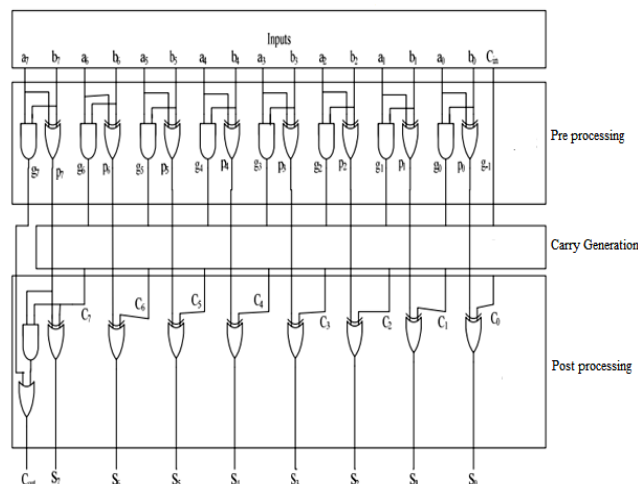 Inputs
a7 b7 a6 b6 a5 b5 a4 b4 a3 b3 a2 b2 a1 b1 a0 b0 Cin
Pre processing
g7 p7 g6 p6 g5 p5 g4 p4 g3 p3 g2 p2 g1 p1 g0 p0 g-1
Carry Generation
C7 C6 C5 C4 C3 C2 C1 C0
Post processing
Cout S7 S6 S5 S4 S3 S2 S1 S0